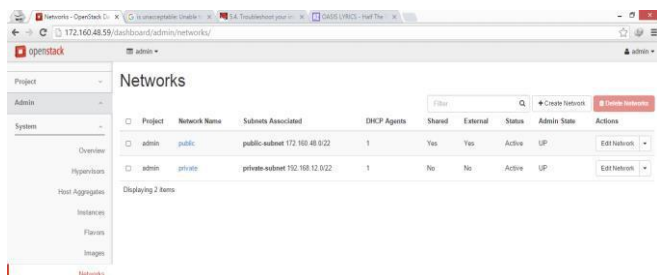 Networks - OpenStack Da
is unacceptable: Unable t
5.4. Troubleshoot your in
OASIS LYRICS - Half The
172.160.48.59/dashboard/admin/networks/
openstack
admin
admin
Project
Admin
System
Overview
Hypervisors
Host Aggregates
Instances
Flavors
Images
Networks
Networks
Filter
+ Create Network
Delete Networks
Project Network Name Subnets Associated DHCP Agents Shared External Status Admin State Actions
admin public public-subnet 172.160.48.0/22 1 Yes Yes Active UP Edit Network
admin private private-subnet 192.168.12.0/22 1 No No Active UP Edit Network
Displaying 2 items